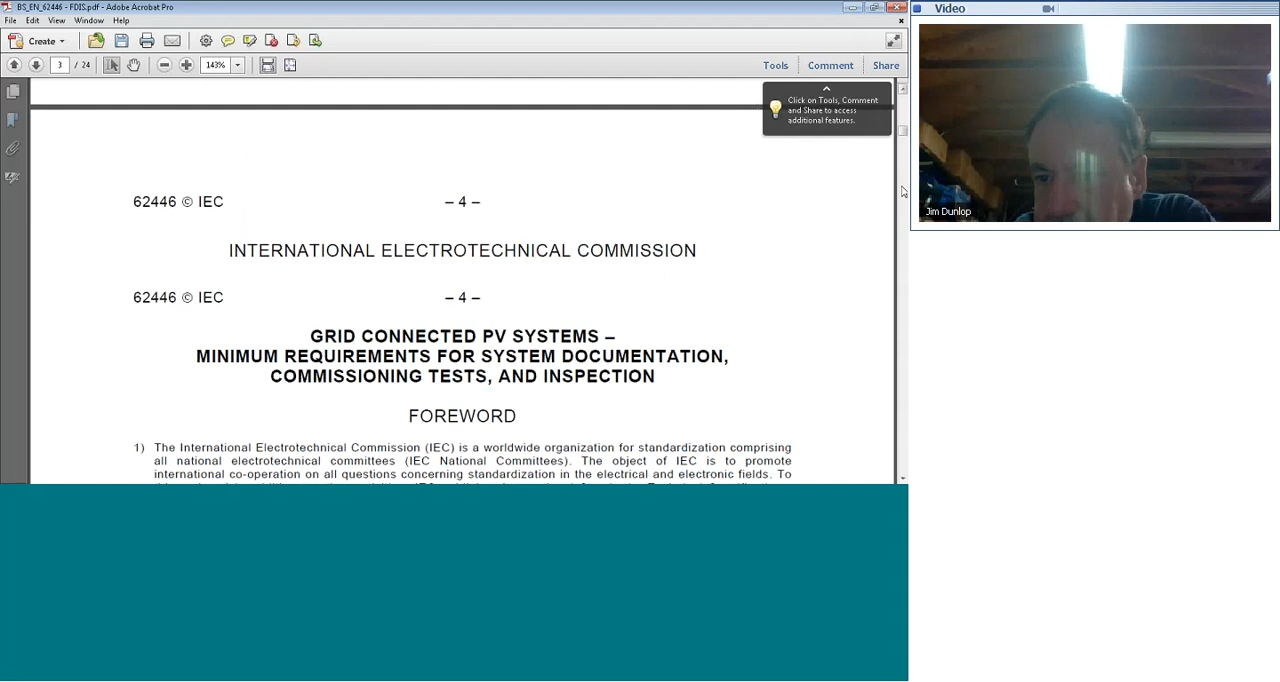 BS_EN_62446 - FDIS.pdf - Adobe Acrobat Pro
File Edit View Window Help
Create
3 / 24 143% Tools Comment Share
Click on Tools, Comment
and Share to access
additional features.
62446 © IEC – 4 –
INTERNATIONAL ELECTROTECHNICAL COMMISSION
62446 © IEC – 4 –
GRID CONNECTED PV SYSTEMS –
MINIMUM REQUIREMENTS FOR SYSTEM DOCUMENTATION,
COMMISSIONING TESTS, AND INSPECTION
FOREWORD
1) The International Electrotechnical Commission (IEC) is a worldwide organization for standardization comprising
all national electrotechnical committees (IEC National Committees). The object of IEC is to promote
international co-operation on all questions concerning standardization in the electrical and electronic fields. To
Video
Jim Dunlop